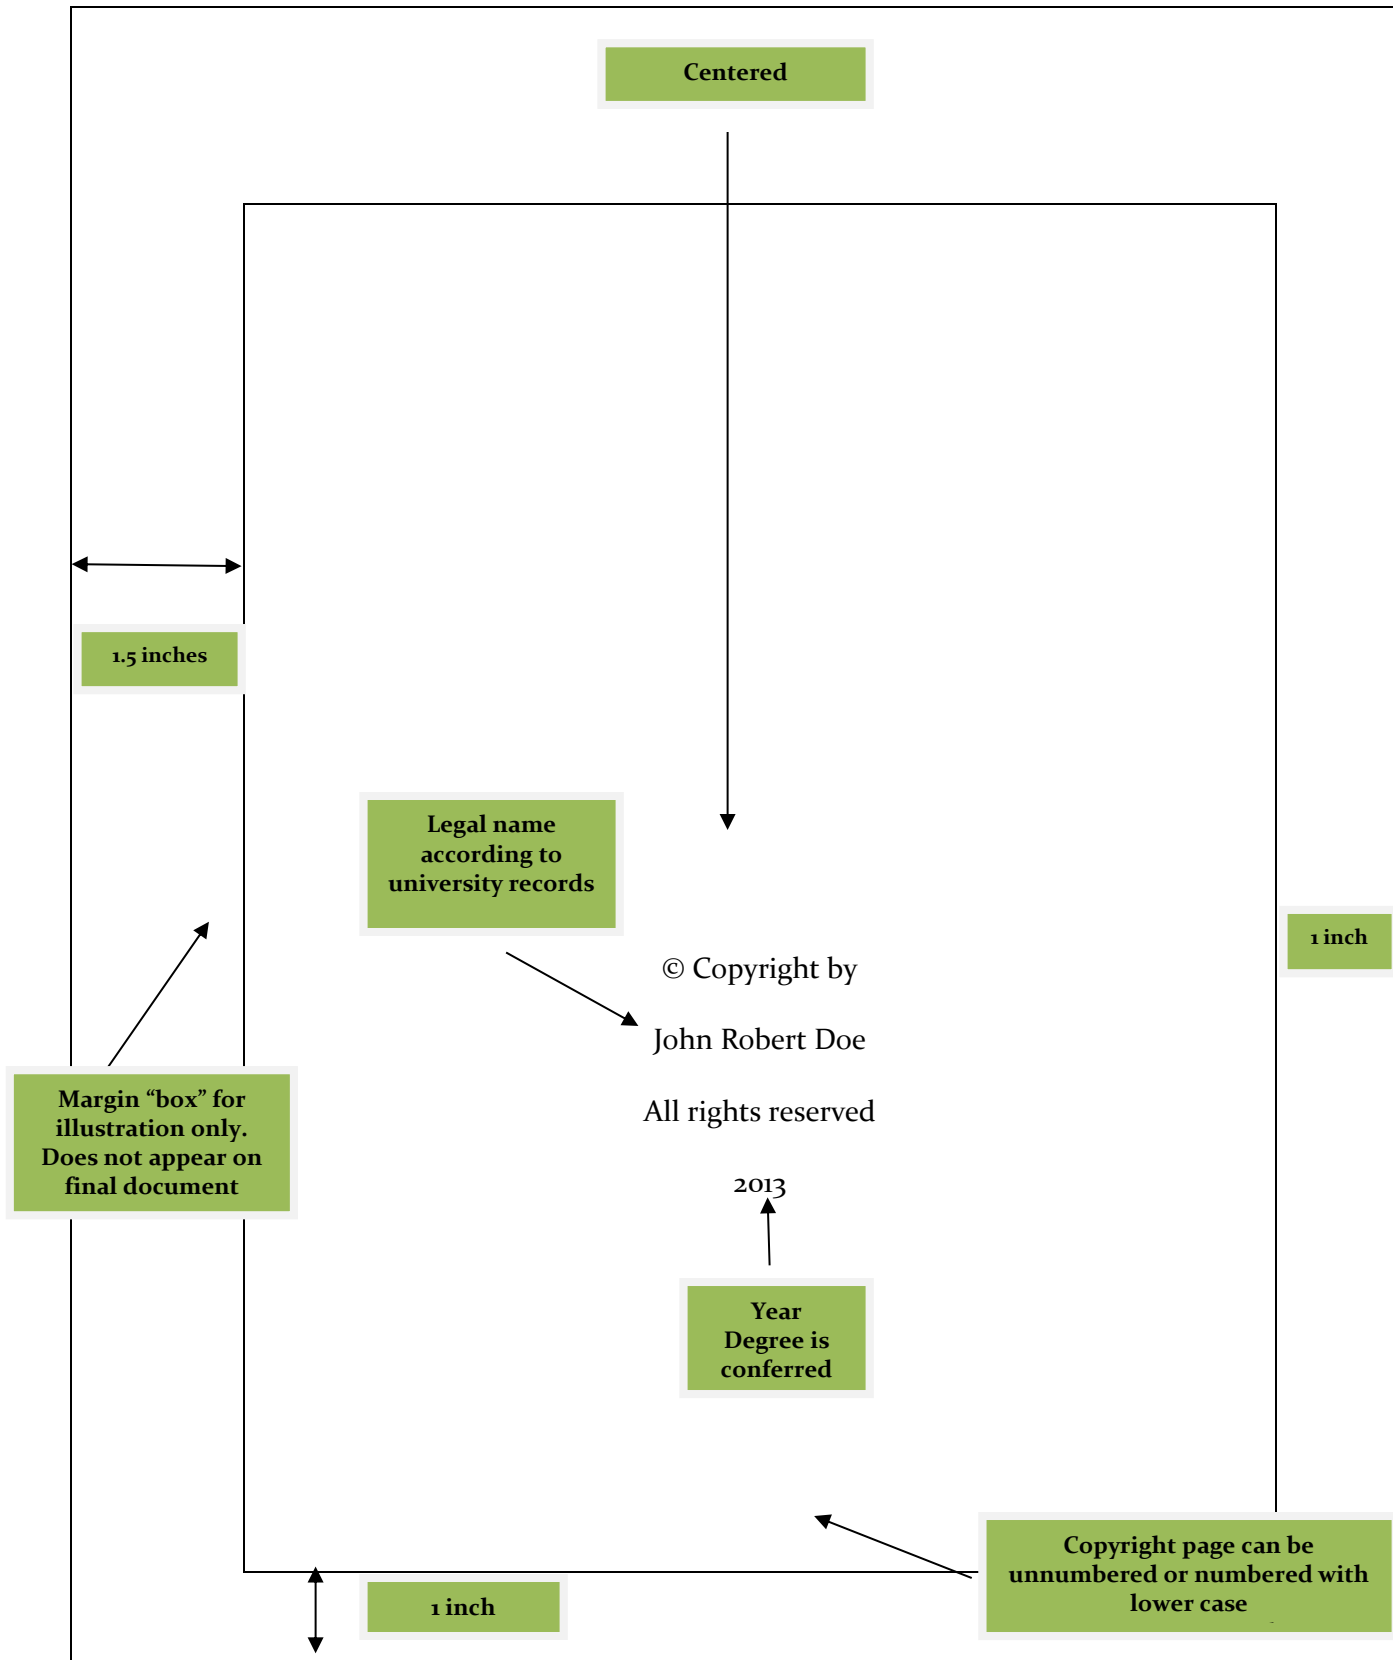 Centered
1.5 inches
Legal name
according to
university records
1 inch
© Copyright by
John Robert Doe
All rights reserved
2013
Margin “box” for
illustration only.
Does not appear on
final document
Year
Degree is
conferred
Copyright page can be
unnumbered or numbered with
lower case
1 inch